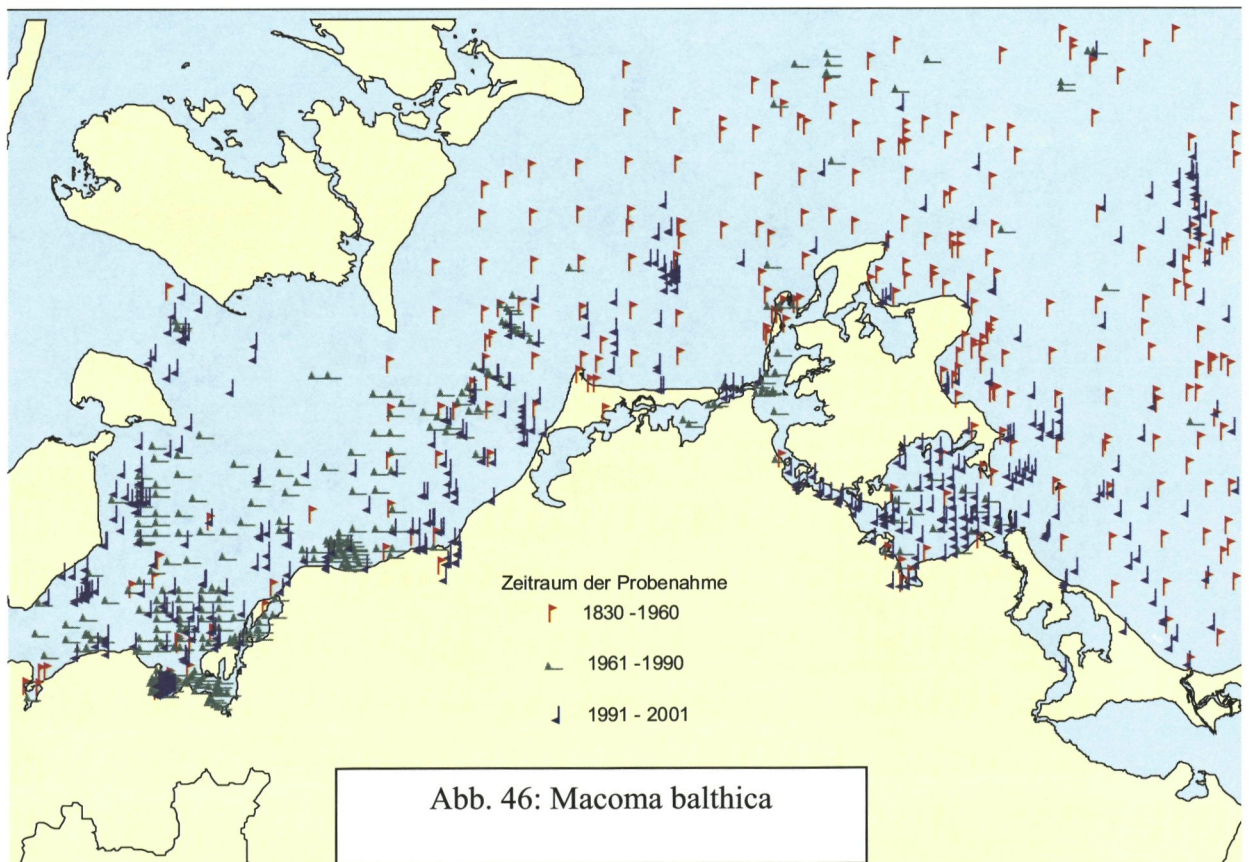 Zeitraum der Probenahme
1830 -1960
1961 -1990
1991 - 2001
Abb. 46: Macoma balthica